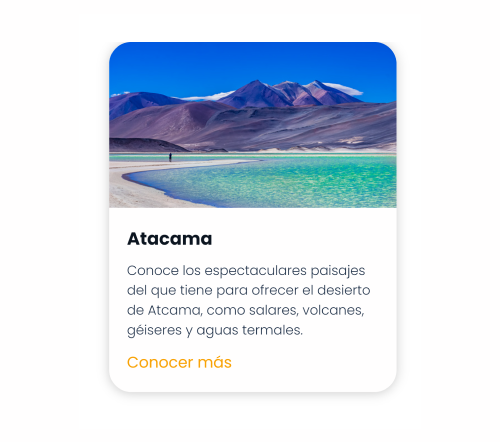 Atacama
Conoce los espectaculares paisajes
del que tiene para ofrecer el desierto
de Atcama, como salares, volcanes,
géiseres y aguas termales.
Conocer más